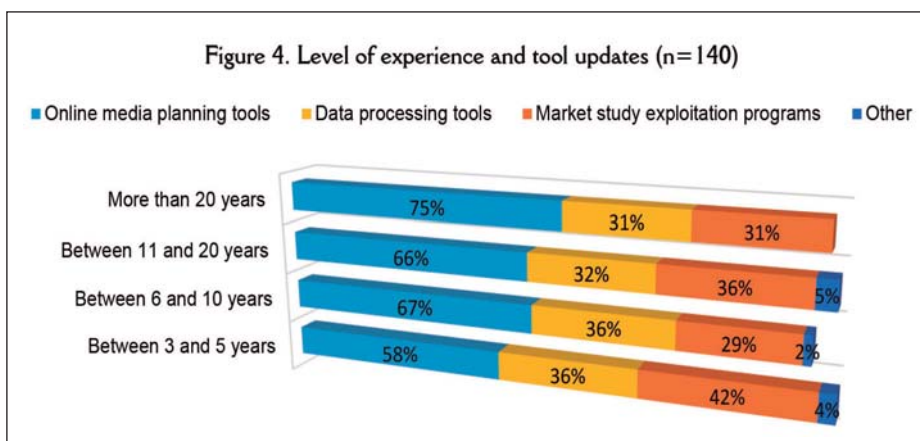 Figure 4. Level of experience and tool updates (n=140)
Online media planning tools Data processing tools Market study exploitation programs Other
More than 20 years 75% 31% 31%
Between 11 and 20 years 66% 32% 36% 5%
Between 6 and 10 years 67% 36% 29% 2%
Between 3 and 5 years 58% 36% 42% 4%